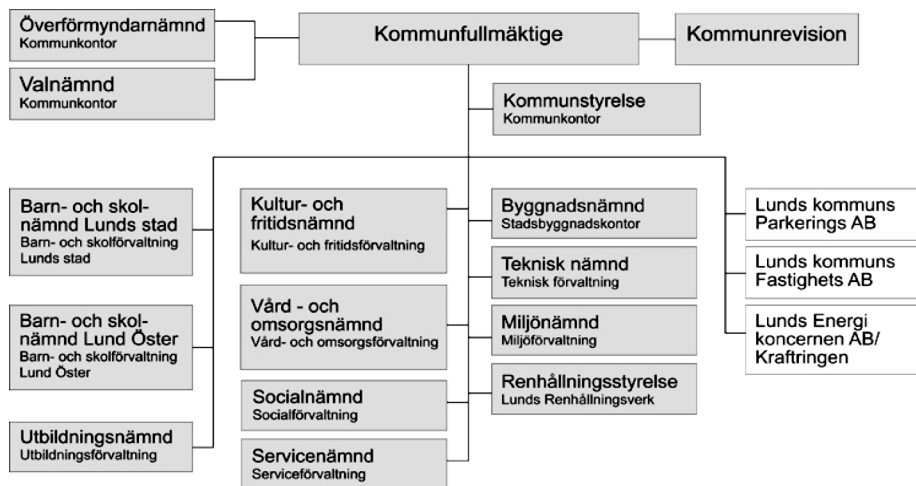 Överförmyndarnämnd
Kommunkontor
Valnämnd
Kommunkontor
Kommunfullmäktige
Kommunrevision
Kommunstyrelse
Kommunkontor
Barn- och skol-
nämnd Lunds stad
Barn- och skolförvaltning
Lunds stad
Barn- och skol-
nämnd Lund Öster
Barn- och skolförvaltning
Lund Öster
Utbildningsnämnd
Utbildningsförvaltning
Kultur- och
fritidsnämnd
Kultur- och fritidsförvaltning
Vård - och
omsorgsnämnd
Vård- och omsorgsförvaltning
Socialnämnd
Socialförvaltning
Servicenämnd
Serviceförvaltning
Byggnadsnämnd
Stadsbyggnadskontor
Teknisk nämnd
Teknisk förvaltning
Miljönämnd
Miljöförvaltning
Renhållningsstyrelse
Lunds Renhållningsverk
Lunds kommuns
Parkerings AB
Lunds kommuns
Fastighets AB
Lunds Energi
koncernen AB/
Kraftringen